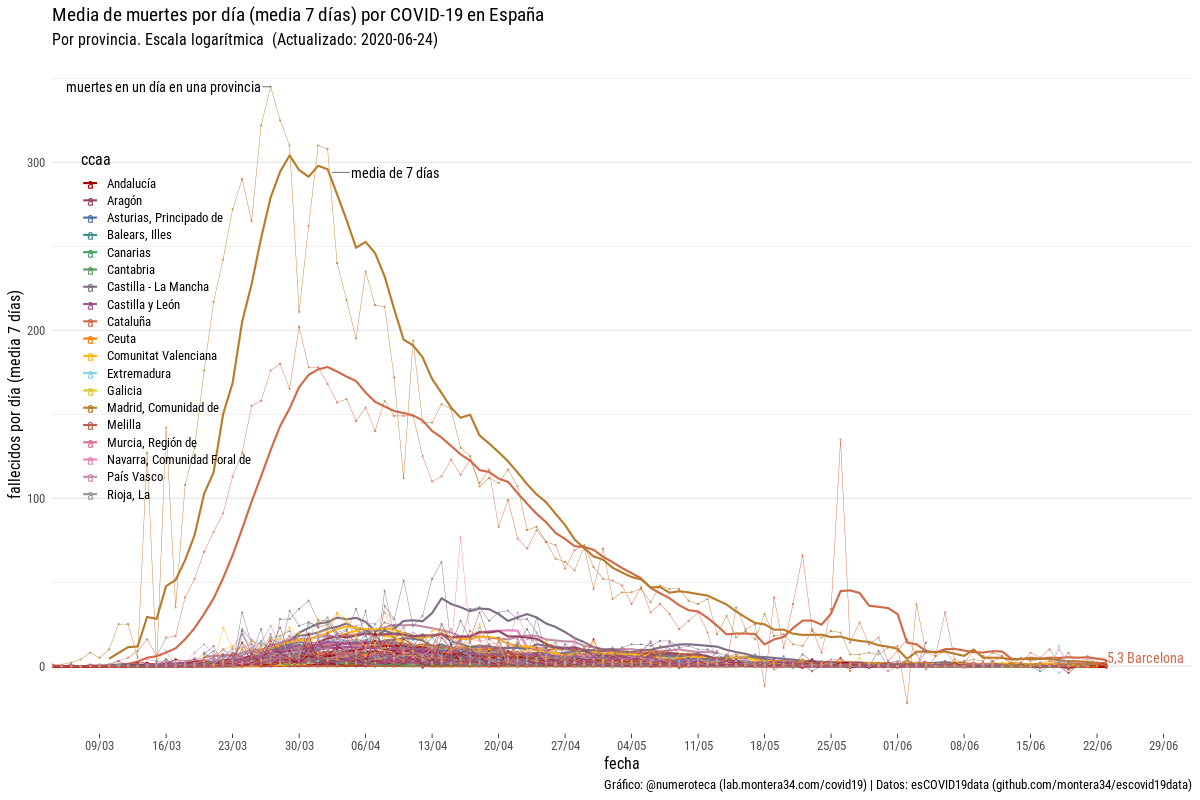 Media de muertes por día (media 7 días) por COVID-19 en España
Por provincia. Escala logarítmica (Actualizado: 2020-06-24)
muertes en un día en una provincia
media de 7 días
ccaa
Andalucía
Aragón
Asturias, Principado de
Balears, Illes
Canarias
Cantabria
Castilla - La Mancha
Castilla y León
Cataluña
Ceuta
Comunitat Valenciana
Extremadura
Galicia
Madrid, Comunidad de
Melilla
Murcia, Región de
Navarra, Comunidad Foral de
País Vasco
Rioja, La
fallecidos por día (media 7 días)
300
200
100
0
5,3 Barcelona
09/03 16/03 23/03 30/03 06/04 13/04 20/04 27/04 04/05 11/05 18/05 25/05 01/06 08/06 15/06 22/06 29/06
fecha
Gráfico: @numeroteca (lab.montera34.com/covid19) | Datos: esCOVID19data (github.com/montera34/escovid19data)